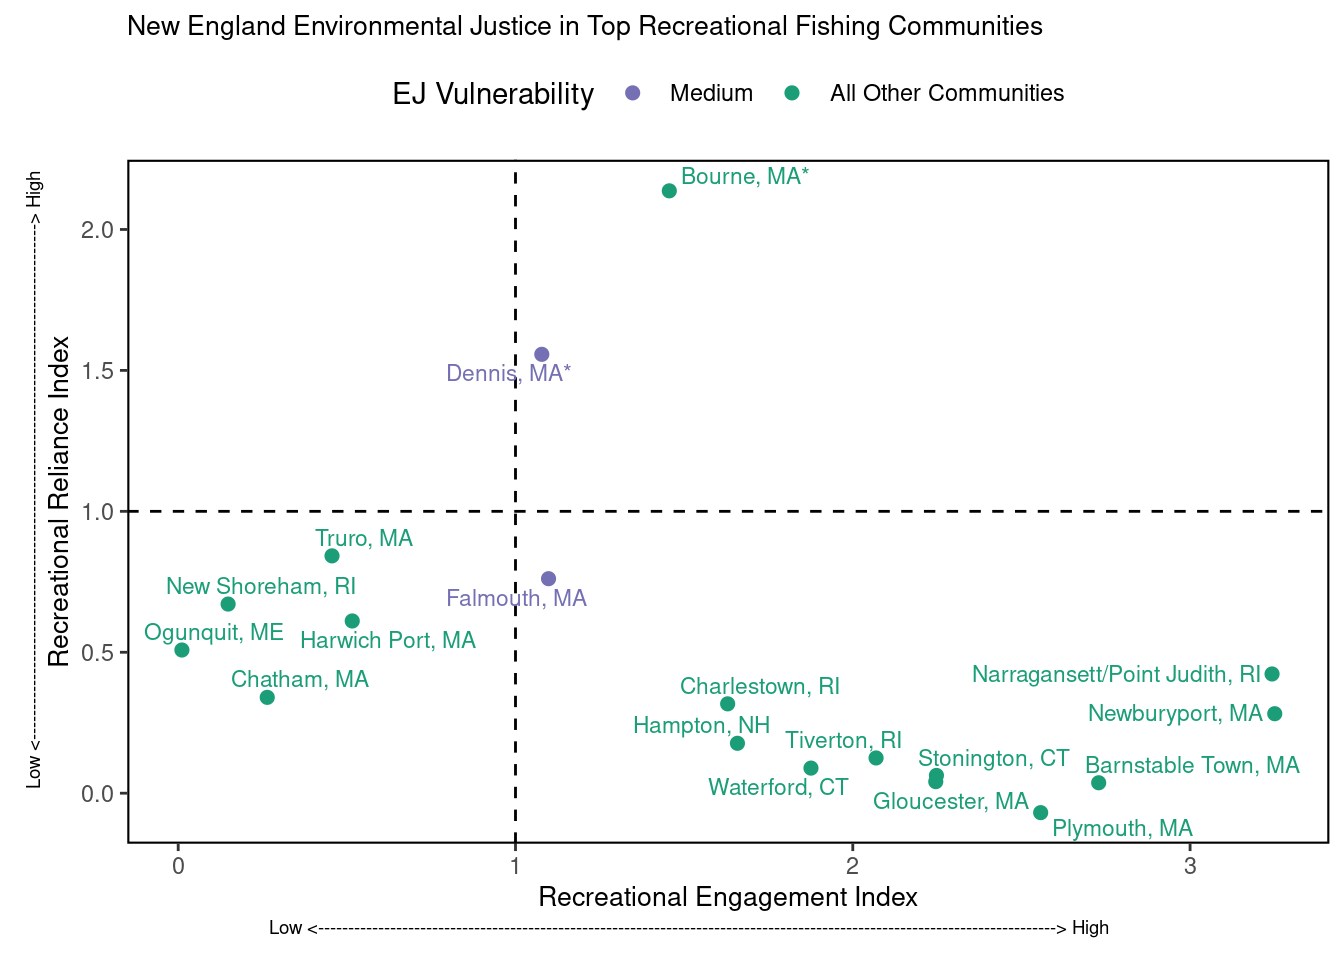 New England Environmental Justice in Top Recreational Fishing Communities
EJ Vulnerability Medium All Other Communities
Recreational Reliance Index
Low <--------------------------------------------------------------------------------> High
2.0
1.5
1.0
0.5
0.0
Bourne, MA*
Dennis, MA*
Truro, MA
New Shoreham, RI
Falmouth, MA
Ogunquit, ME
Harwich Port, MA
Chatham, MA
Narragansett/Point Judith, RI
Charlestown, RI
Newburyport, MA
Hampton, NH
Tiverton, RI
Stonington, CT
Barnstable Town, MA
Waterford, CT
Gloucester, MA
Plymouth, MA
0 1 2 3
Recreational Engagement Index
Low <--------------------------------------------------------------------------------------------------------------> High